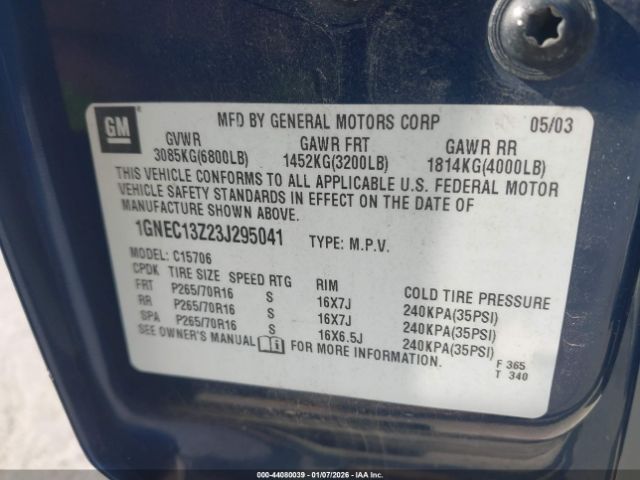 GM
MFD BY GENERAL MOTORS CORP 05/03
GVWR GAWR FRT GAWR RR
3085KG(6800LB) 1452KG(3200LB) 1814KG(4000LB)
THIS VEHICLE CONFORMS TO ALL APPLICABLE U.S. FEDERAL MOTOR
VEHICLE SAFETY STANDARDS IN EFFECT ON THE DATE OF
MANUFACTURE SHOWN ABOVE.
1GNEC13Z23J295041 TYPE: M.P.V.
MODEL: C15706
CPDK TIRE SIZE SPEED RTG RIM COLD TIRE PRESSURE
FRT P265/70R16 S 16X7J 240KPA(35PSI)
RR P265/70R16 S 16X7J 240KPA(35PSI)
SPA P265/70R16 S 16X6.5J 240KPA(35PSI)
SEE OWNER'S MANUAL FOR MORE INFORMATION.
F 365
T 340
000-44080039 | 01/07/2026 - IAAI.com